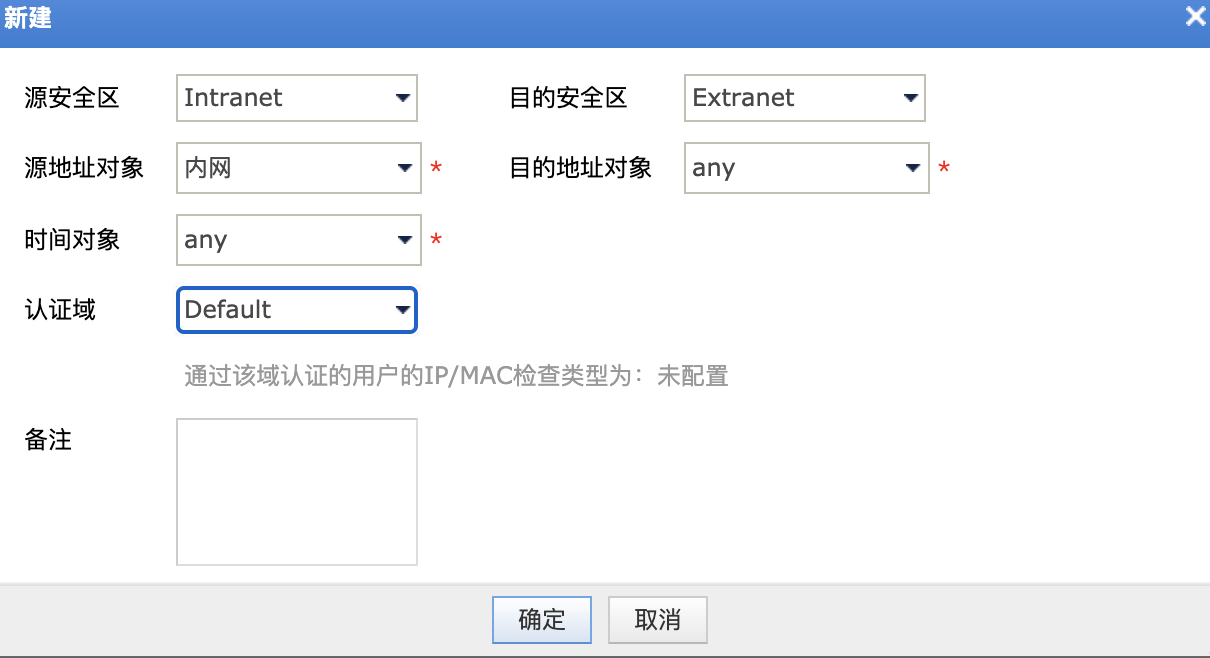 新建
源安全区 Intranet 目的安全区 Extranet
源地址对象 内网 * 目的地址对象 any *
时间对象 any *
认证域 Default
通过该域认证的用户的IP/MAC检查类型为：未配置
备注
确定 取消